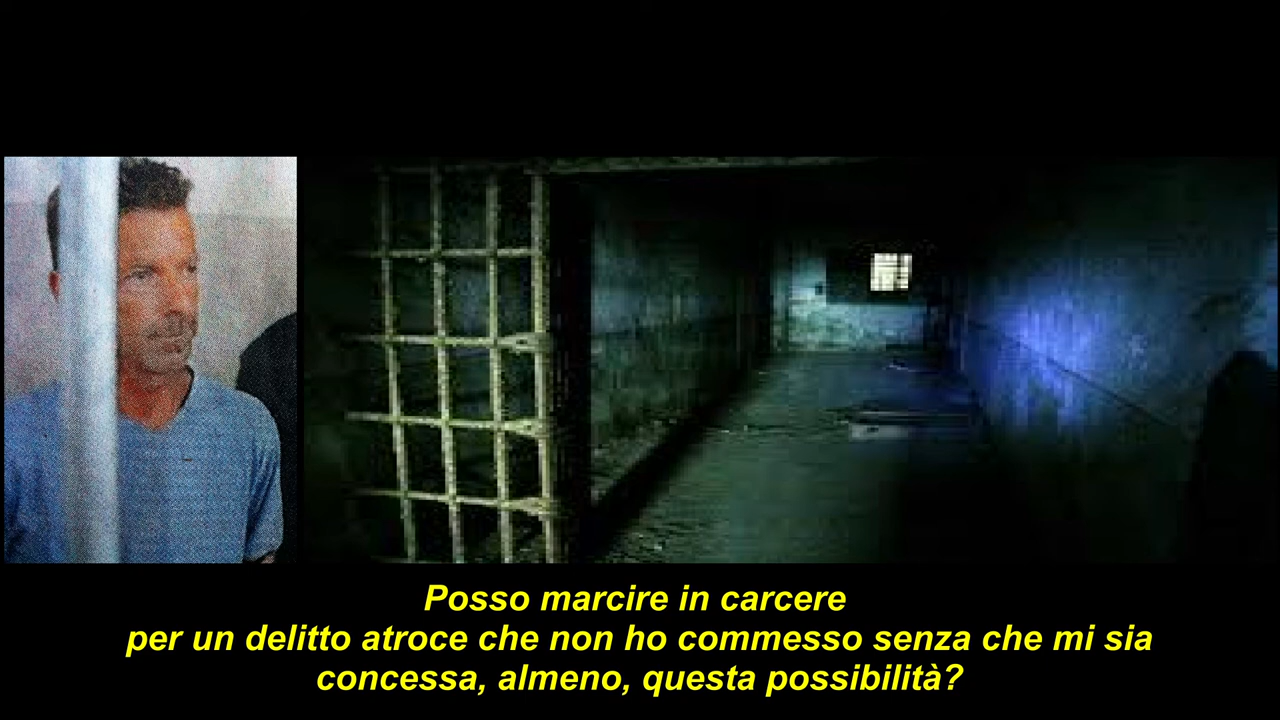 Posso marcire in carcere
per un delitto atroce che non ho commesso senza che mi sia
concessa, almeno, questa possibilità?